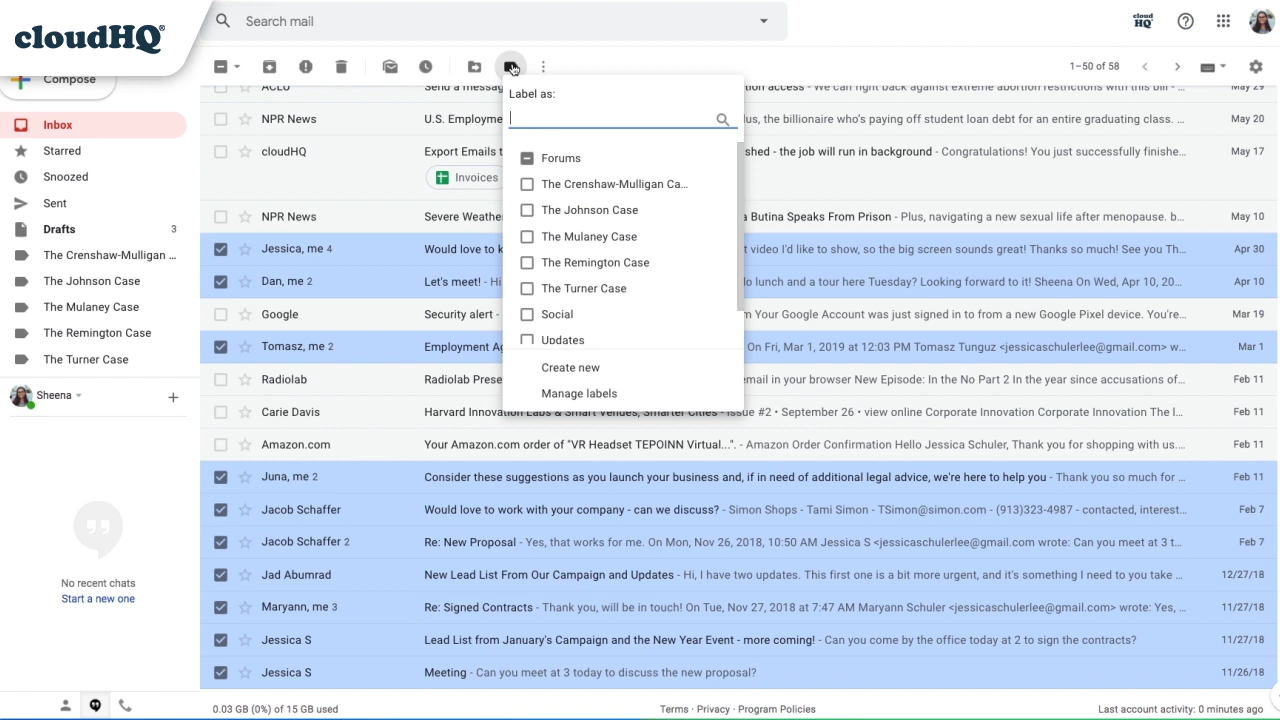 cloudHQ®
Search mail
cloud HQ
Compose
1–50 of 58
Label as:
Inbox
Starred
Snoozed
Sent
Drafts 3
The Crenshaw-Mulligan ...
The Johnson Case
The Mulaney Case
The Remington Case
The Turner Case
Sheena
No recent chats
Start a new one
Forums
The Crenshaw-Mulligan Ca...
The Johnson Case
The Mulaney Case
The Remington Case
The Turner Case
Social
Updates
Create new
Manage labels
ACLU Send a messag access - We can fight back against extreme abortion restrictions with this bill - May 29
NPR News U.S. Employme lus, the billionaire who's paying off student loan debt for an entire graduating class. May 20
cloudHQ Export Emails t shed - the job will run in background - Congratulations! You just successfully finishe... May 17
Invoices
NPR News Severe Weathe a Butina Speaks From Prison - Plus, navigating a new sexual life after menopause. b... May 10
Jessica, me 4 Would love to k t video I'd like to show, so the big screen sounds great! Thanks so much! See you Th... Apr 30
Dan, me 2 Let's meet! - Hi lo lunch and a tour here Tuesday? Looking forward to it! Sheena On Wed, Apr 10, 20... Apr 10
Google Security alert - m Your Google Account was just signed in to from a new Google Pixel device. You're... Mar 19
Tomasz, me 2 Employment Ag On Fri, Mar 1, 2019 at 12:03 PM Tomasz Tunguz <jessicaschulerlee@gmail.com> w... Mar 1
Radiolab Radiolab Prese email in your browser New Episode: In the No Part 2 In the year since accusations of... Feb 11
Carie Davis Harvard Innovation Labs & Smart Venues, Smarter Cities - Issue #2 • September 26 • view online Corporate Innovation Corporate Innovation The I... Feb 11
Amazon.com Your Amazon.com order of "VR Headset TEPOINN Virtual...". - Amazon Order Confirmation Hello Jessica Schuler, Thank you for shopping with us.... Feb 11
Juna, me 2 Consider these suggestions as you launch your business and, if in need of additional legal advice, we're here to help you - Thank you so much for ... Feb 11
Jacob Schaffer Would love to work with your company - can we discuss? - Simon Shops - Tami Simon - TSimon@simon.com - (913)323-4987 - contacted, interest... Feb 7
Jacob Schaffer 2 Re: New Proposal - Yes, that works for me. On Mon, Nov 26, 2018, 10:50 AM Jessica S <jessicaschulerlee@gmail.com wrote: Can you meet at 3 t... Feb 7
Jad Abumrad New Lead List From Our Campaign and Updates - Hi, I have two updates. This first one is a bit more urgent, and it's something I need to you take ... 12/27/18
Maryann, me 3 Re: Signed Contracts - Thank you, will be in touch! On Tue, Nov 27, 2018 at 7:47 AM Maryann Schuler <jessicaschulerlee@gmail.com> wrote: Yes, ... 11/27/18
Jessica S Lead List from January's Campaign and the New Year Event - more coming! - Can you come by the office today at 2 to sign the contracts? 11/27/18
Jessica S Meeting - Can you meet at 3 today to discuss the new proposal? 11/26/18
0.03 GB (0%) of 15 GB used
Terms · Privacy · Program Policies
Last account activity: 0 minutes ago